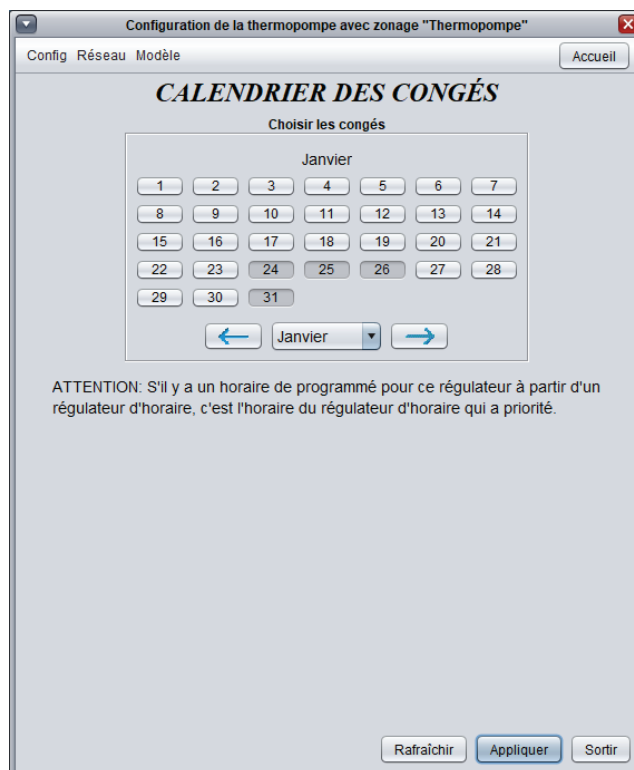 Configuration de la thermopompe avec zonage "Thermopompe"
Config Réseau Modèle Accueil
CALENDRIER DES CONGÉS
Choisir les congés
Janvier
1 2 3 4 5 6 7
8 9 10 11 12 13 14
15 16 17 18 19 20 21
22 23 24 25 26 27 28
29 30 31
Janvier
ATTENTION: S'il y a un horaire de programmé pour ce régulateur à partir d'un
régulateur d'horaire, c'est l'horaire du régulateur d'horaire qui a priorité.
Rafraîchir Appliquer Sortir